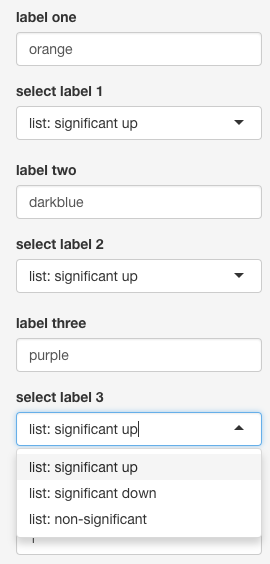 label one
orange
select label 1
list: significant up
label two
darkblue
select label 2
list: significant up
label three
purple
select label 3
list: significant up
list: significant up
list: significant down
list: non-significant